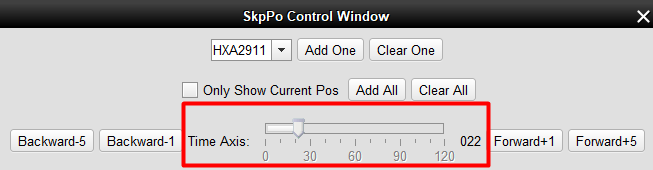 SkpPo Control Window
HXA2911 Add One Clear One
Only Show Current Pos Add All Clear All
Backward-5 Backward-1 Time Axis: 022 Forward+1 Forward+5
0 30 60 90 120